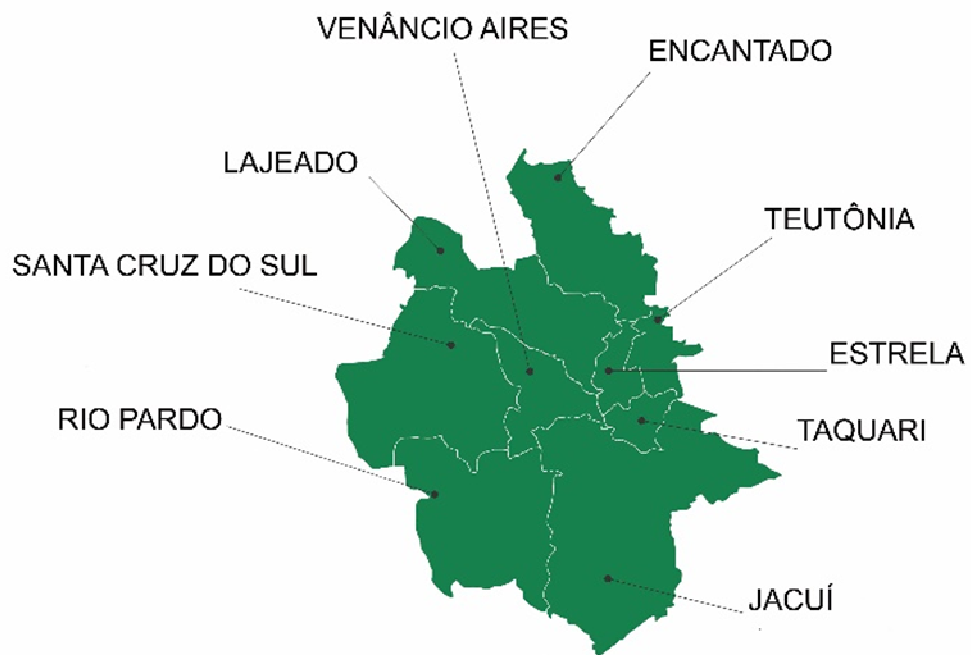 VENÂNCIO AIRES
ENCANTADO
LAJEADO
TEUTÔNIA
SANTA CRUZ DO SUL
ESTRELA
RIO PARDO
TAQUARI
JACUÍ